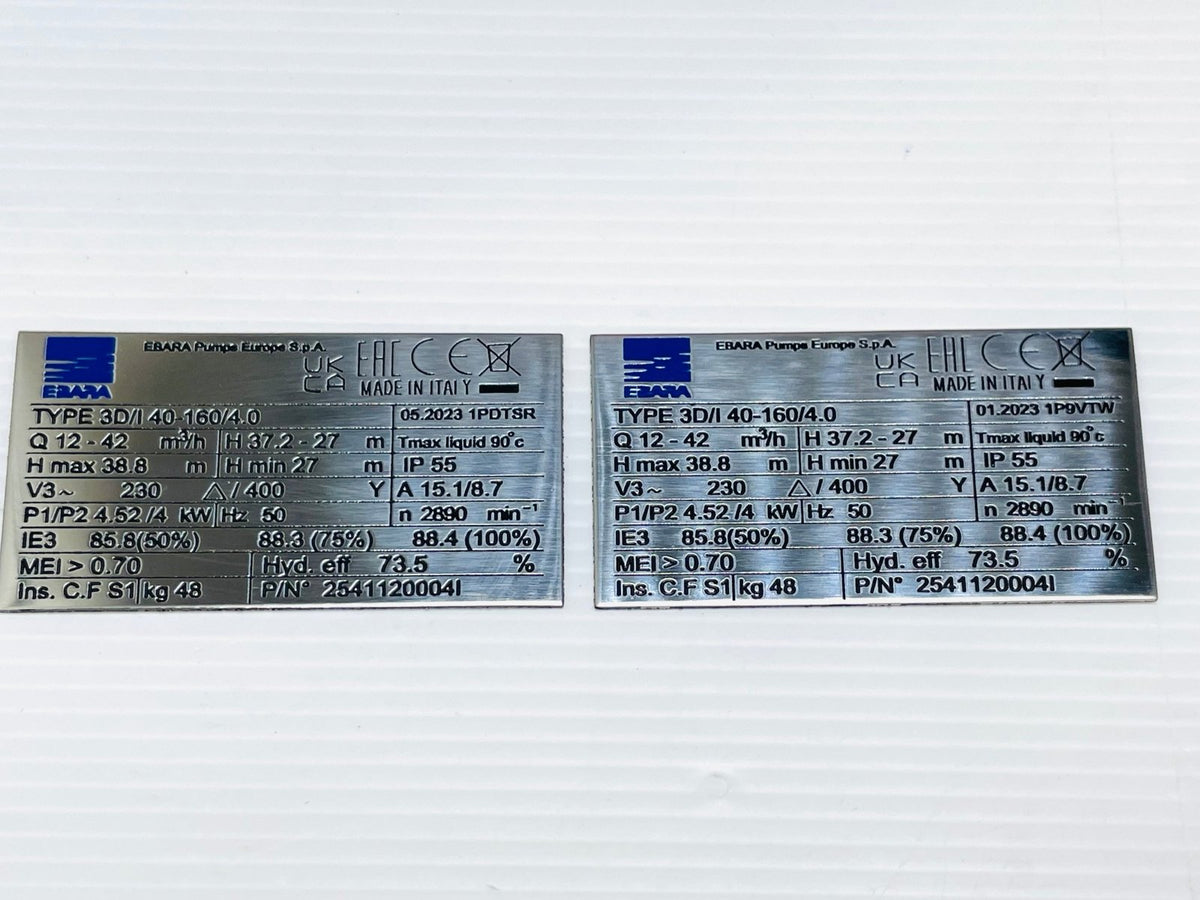 EBARA Pumps Europe S.p.A.
UK CA EAC CE
EBARA MADE IN ITALY
TYPE 3D/I 40-160/4.0 05.2023 1PDTSR
Q 12 - 42 m³/h H 37.2 - 27 m Tmax liquid 90°c
H max 38.8 m H min 27 m IP 55
V3~ 230 △ / 400 Y A 15.1/8.7
P1/P2 4.52 /4 kW Hz 50 n 2890 min⁻¹
IE3 85.8(50%) 88.3 (75%) 88.4 (100%)
MEI > 0.70 Hyd. eff 73.5 %
Ins. C.F S1 kg 48 P/N° 2541120004I
EBARA Pumps Europe S.p.A.
UK CA EAC CE
EBARA MADE IN ITALY
TYPE 3D/I 40-160/4.0 01.2023 1P9VTW
Q 12 - 42 m³/h H 37.2 - 27 m Tmax liquid 90°c
H max 38.8 m H min 27 m IP 55
V3~ 230 △ / 400 Y A 15.1/8.7
P1/P2 4.52 /4 kW Hz 50 n 2890 min⁻¹
IE3 85.8(50%) 88.3 (75%) 88.4 (100%)
MEI > 0.70 Hyd. eff 73.5 %
Ins. C.F S1 kg 48 P/N° 2541120004I